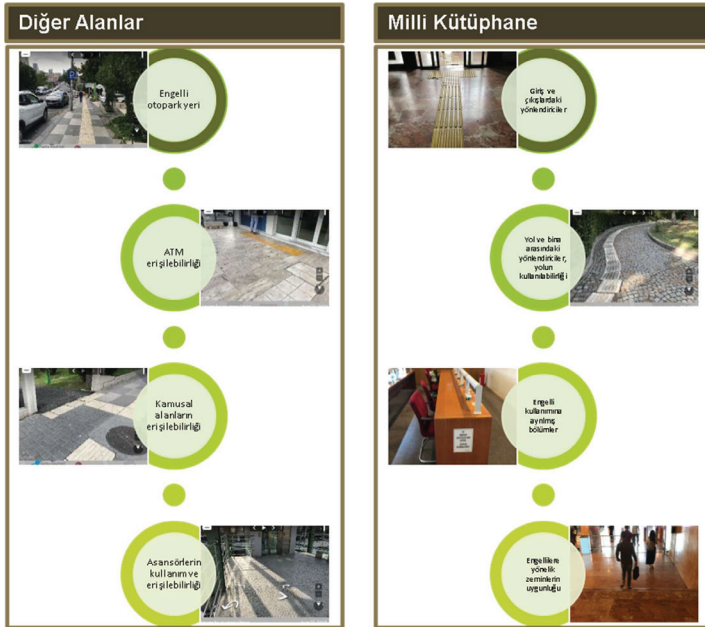 Diğer Alanlar
Engelli
otopark yeri
ATM
erişilebilirliği
Kamusal
alanların
erişilebilirliği
Asansörlerin
kullanım ve
erişilebilirliği
Milli Kütüphane
Giriş ve
çıkışlardaki
yönlendiriciler
Yol ve bina
arasındaki
yönlendiriciler,
yolun
kullanılabilirliği
Engelli
kullanımına
ayrılmış
bölümler
Engellilere
yönelik
zeminlerin
uygunluğu